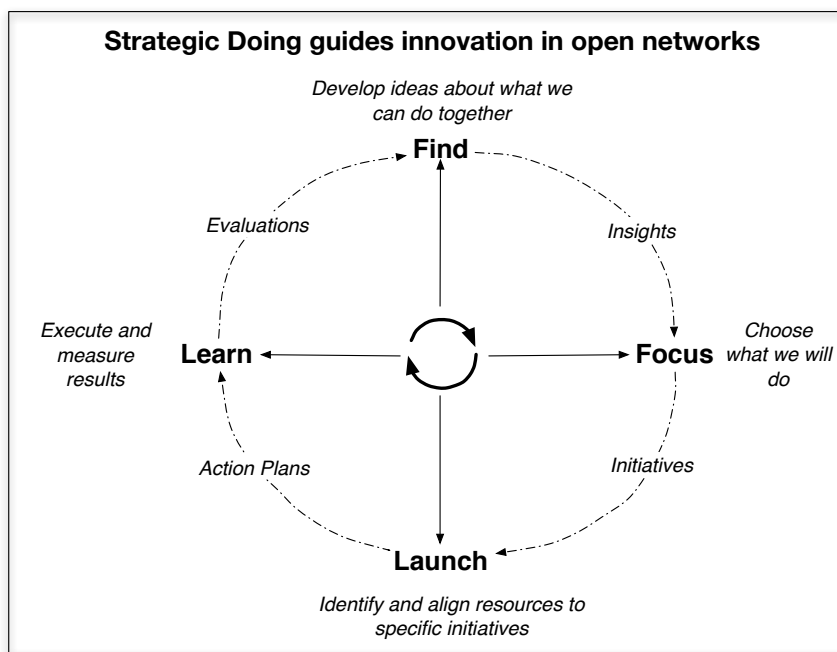 Strategic Doing guides innovation in open networks
Develop ideas about what we
can do together
Find
Evaluations
Insights
Execute and
measure
results
Learn
Focus
Choose
what we will
do
Action Plans
Initiatives
Launch
Identify and align resources to
specific initiatives